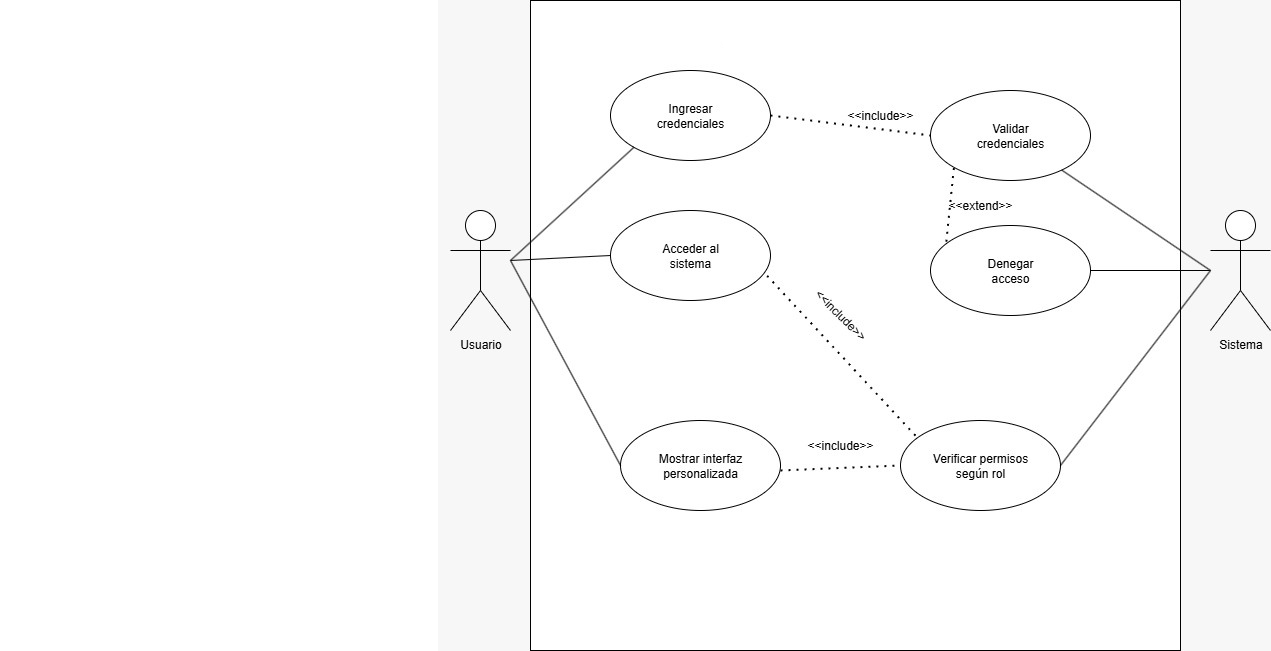 Ingresar
credenciales
<<include>>
Validar
credenciales
<<extend>>
Acceder al
sistema
Denegar
acceso
<<include>>
Usuario
Sistema
<<include>>
Mostrar interfaz
personalizada
Verificar permisos
según rol